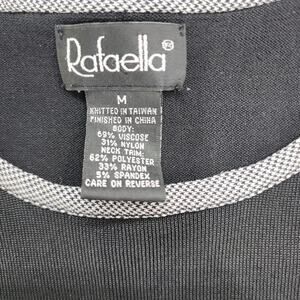 Rafaella®
M
KNITTED IN TAIWAN
FINISHED IN CHINA
BODY:
69% VISCOSE
31% NYLON
NECK TRIM:
62% POLYESTER
33% RAYON
5% SPANDEX
CARE ON REVERSE